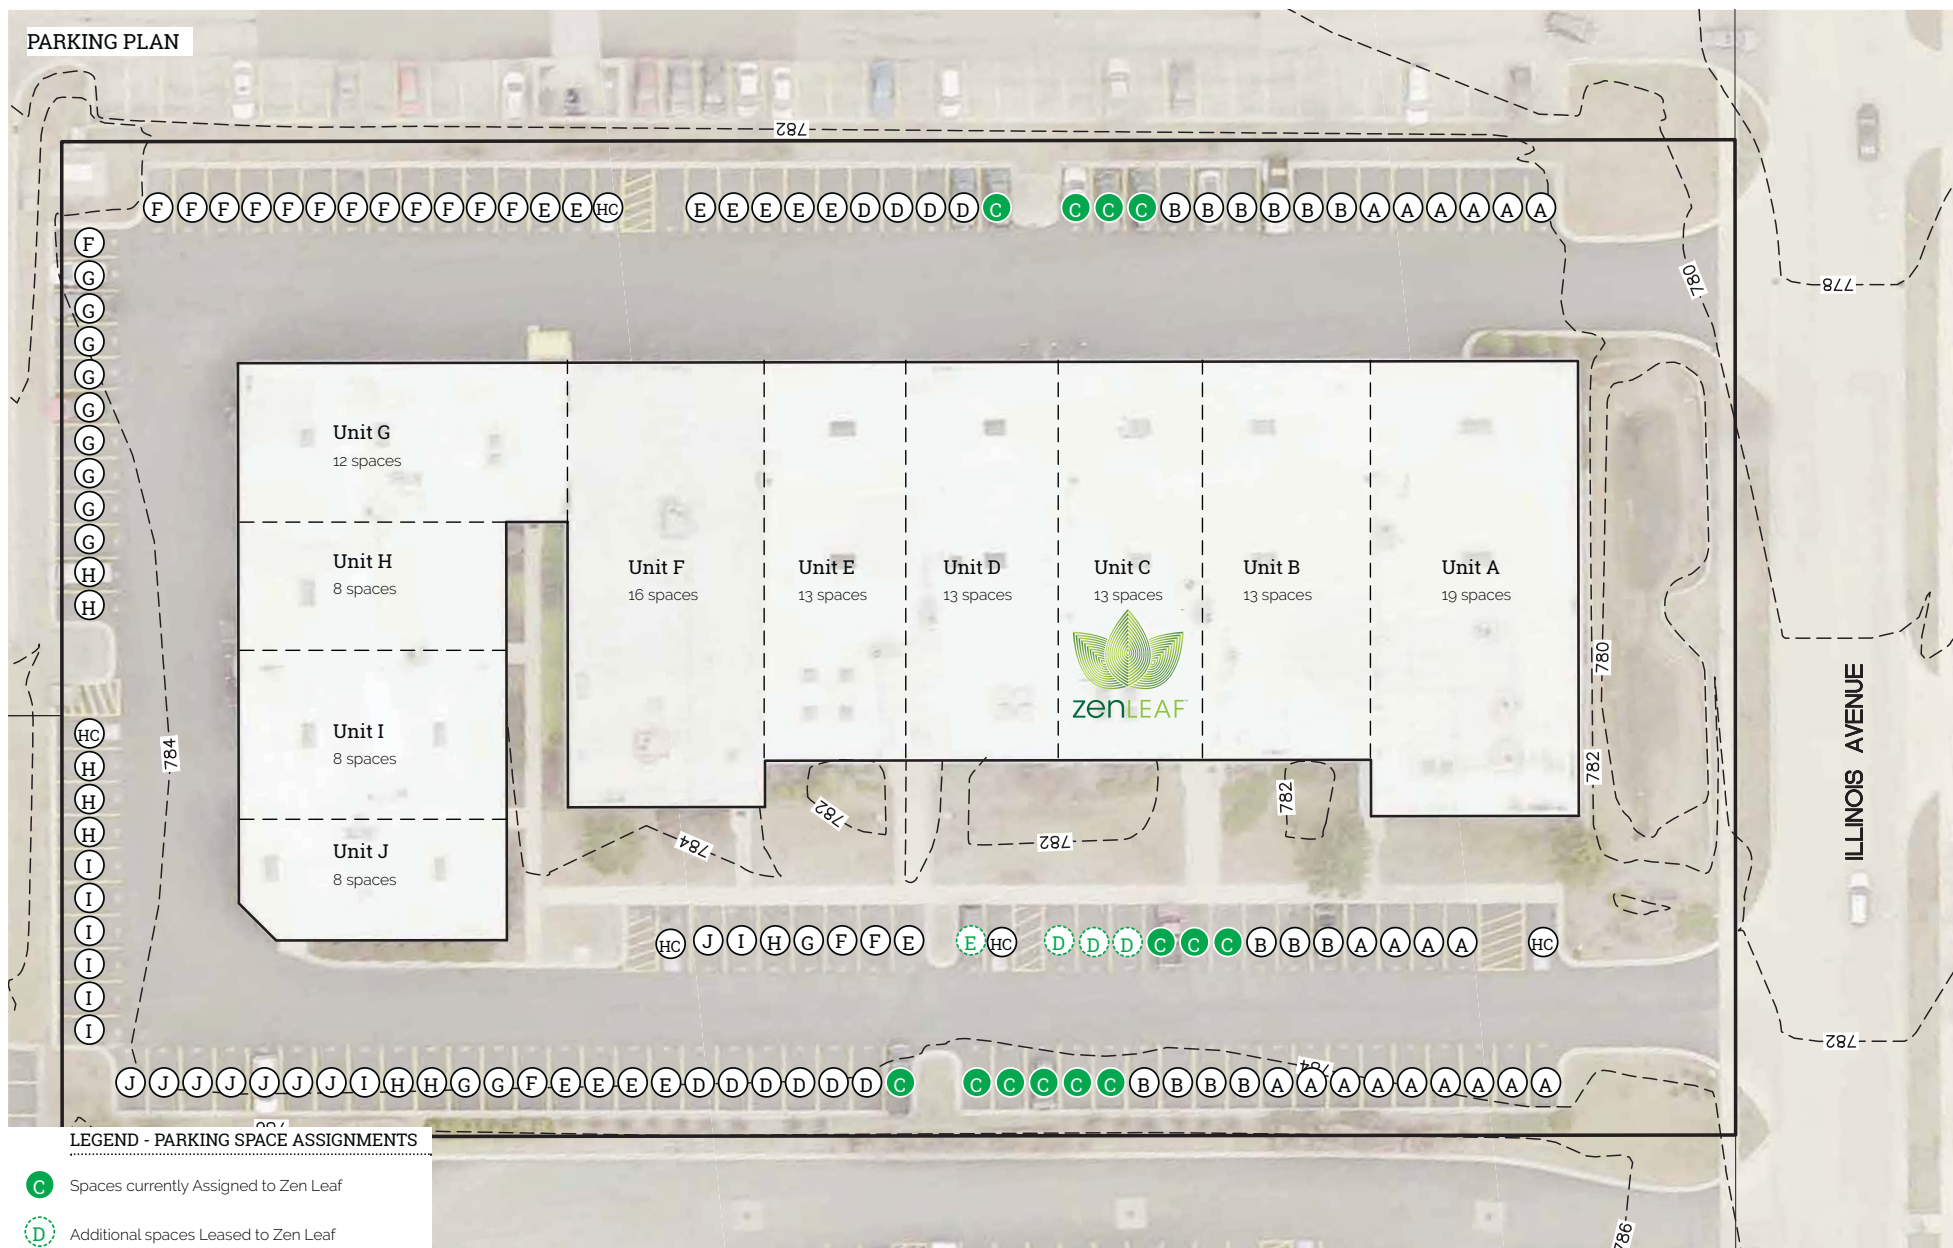 PARKING PLAN
782
F F F F F F F F F F F F E E HC E E E E E D D D D C C C C B B B B B B A A A A A A
F
G
G
G
G
G
G
G
G
G
H
H
HC
H
H
H
I
I
I
I
I
I
780
778
784
Unit G
12 spaces
Unit H
8 spaces
Unit I
8 spaces
Unit J
8 spaces
Unit F
16 spaces
Unit E
13 spaces
Unit D
13 spaces
Unit C
13 spaces
zenLEAF
Unit B
13 spaces
Unit A
19 spaces
780
782
ILLINOIS AVENUE
784
782
782
782
HC J I H G F F E E HC D D D C C C B B B A A A A HC
782
784
J J J J J J J I H H G G F E E E E D D D D D D C C C C C C B B B B A A A A A A A A A
786
LEGEND - PARKING SPACE ASSIGNMENTS
C Spaces currently Assigned to Zen Leaf
D Additional spaces Leased to Zen Leaf
786